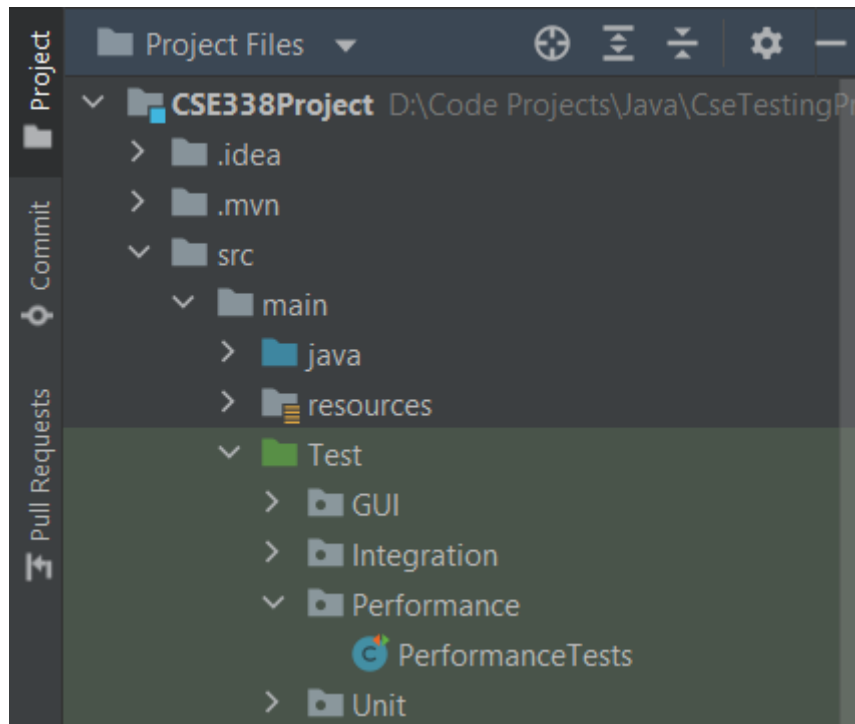 Project
Commit
Pull Requests
Project Files
CSE338Project D:\Code Projects\Java\CseTestingPr
.idea
.mvn
src
main
java
resources
Test
GUI
Integration
Performance
PerformanceTests
Unit